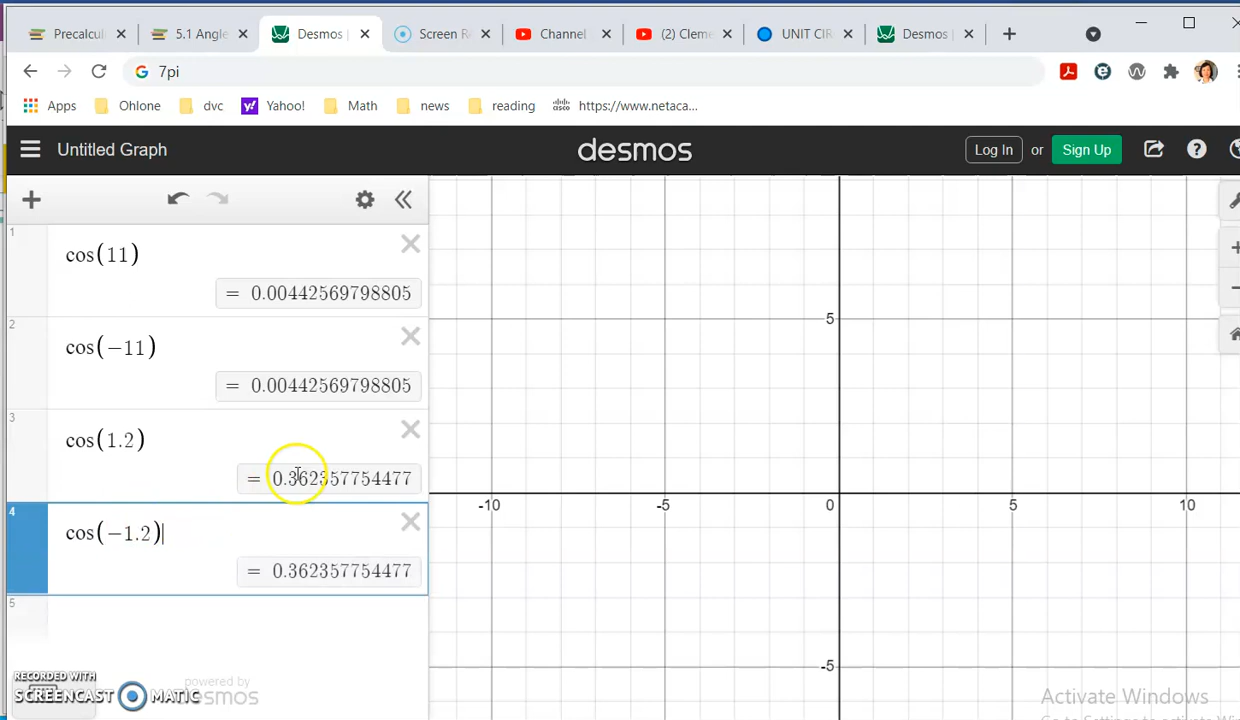 Precalcul
5.1 Angle
Desmos
Screen R
Channel
(2) Cleme
UNIT CIR
Desmos
7pi
Apps
Ohlone
dvc
Yahoo!
Math
news
reading
https://www.netaca...
Untitled Graph
desmos
Log In or Sign Up
1
cos(11)
= 0.00442569798805
2
cos(−11)
= 0.00442569798805
3
cos(1.2)
= 0.362357754477
4
cos(−1.2)
= 0.362357754477
5
5
-10
-5
0
5
10
-5
RECORDED WITH
SCREENCAST MATIC
powered by
desmos
Activate Windows